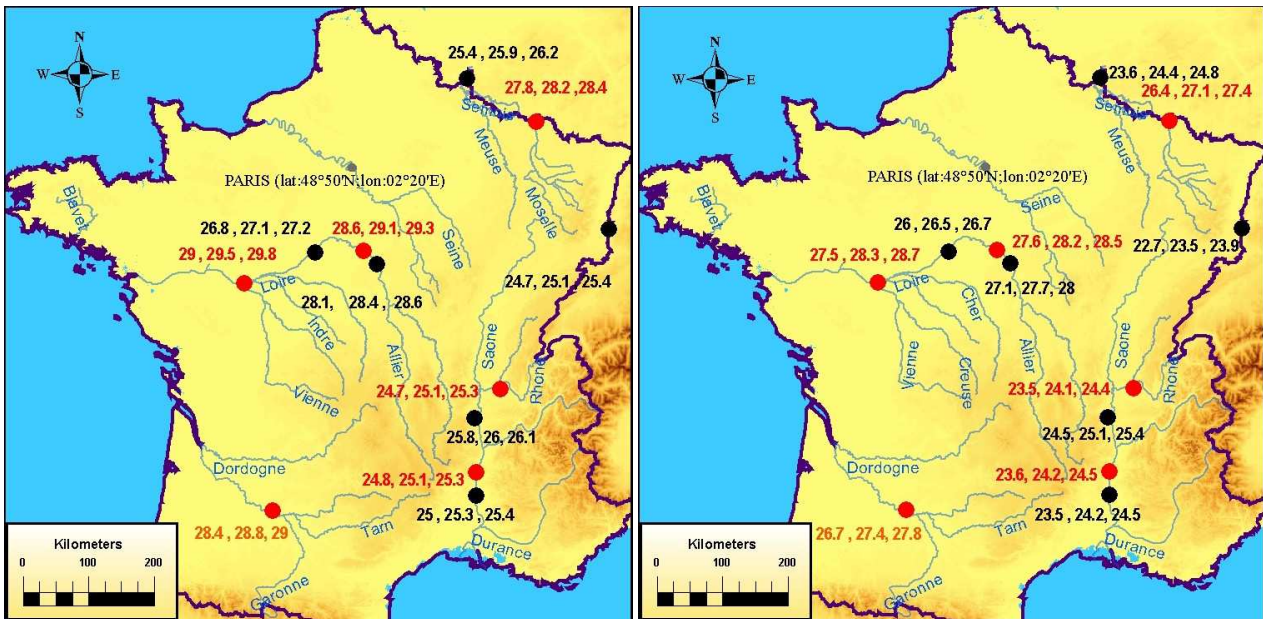 N
W E
S
25.4 , 25.9 , 26.2
27.8, 28.2 ,28.4
Semois
Meuse
PARIS (lat:48°50'N;lon:02°20'E)
Moselle
Blavet
Seine
26.8 , 27.1 , 27.2
28.6, 29.1, 29.3
29 , 29.5 , 29.8
24.7, 25.1 , 25.4
Loire
28.1, 28.4 , 28.6
Indre
Allier
Saone
Vienne
Rhone
24.7, 25.1, 25.3
25.8, 26 , 26.1
Dordogne
24.8, 25.1, 25.3
Tarn
25 , 25.3 , 25.4
28.4 , 28.8, 29
Durance
Garonne
Kilometers
0 100 200
N
W E
S
23.6 , 24.4 , 24.8
26.4 , 27.1 , 27.4
Semois
Meuse
PARIS (lat:48°50'N;lon:02°20'E)
Moselle
Blavet
Seine
26 , 26.5 , 26.7
27.6 , 28.2 , 28.5
22.7, 23.5 , 23.9
27.5 , 28.3 , 28.7
Loire
27.1, 27.7 , 28
Cher
Allier
Saone
Vienne
Creuse
Rhone
23.5, 24.1 , 24.4
24.5, 25.1 , 25.4
Dordogne
23.6, 24.2, 24.5
Tarn
23.5 , 24.2 , 24.5
26.7 , 27.4 , 27.8
Durance
Garonne
Kilometers
0 100 200